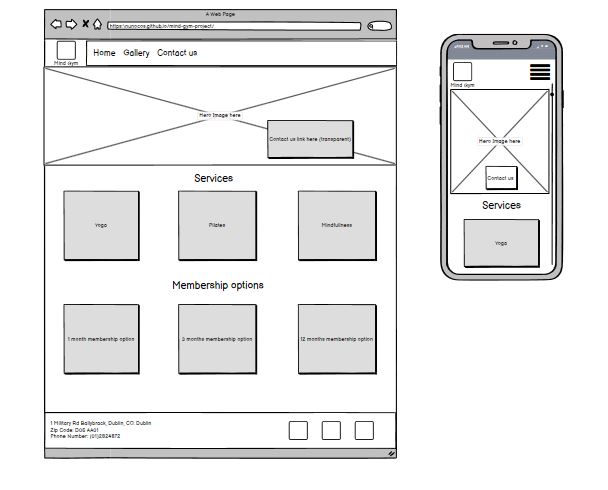 A Web Page
https://nunocos.github.io/mind-gym-project/
Mind Gym
Home Gallery Contact us
Hero Image here
Contact us link here (transparent)
Services
Yoga
Pilates
Mindfullness
Membership options
1 month membership option
3 months membership option
12 months membership option
1 Military Rd Ballybrack, Dublin, CO. Dublin
Zip Code: D06 AA01
Phone Number: (01)2824672
Mind Gym
Hero Image here
Contact us
Services
Yoga